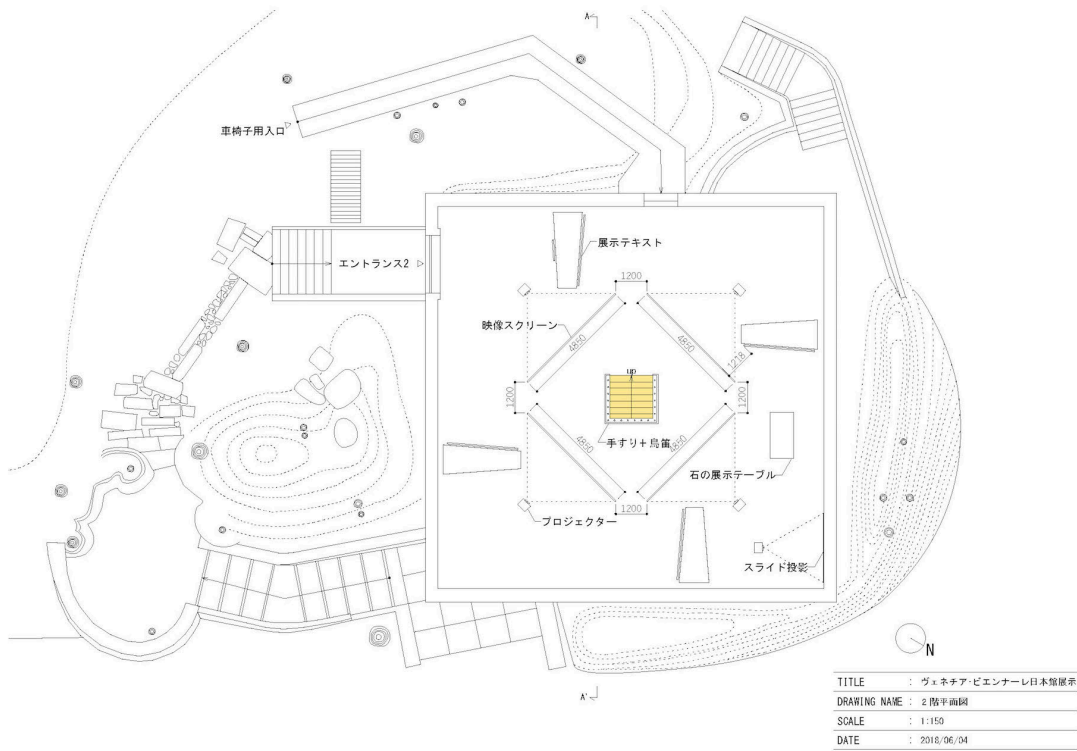 A
車椅子用入口
展示テキスト
エントランス2
1200
映像スクリーン
4850
4850
1218
up
1200
1200
手すり+鳥笛
4850
4850
石の展示テーブル
1200
プロジェクター
スライド投影
N
A'
TITLE : ヴェネチア・ビエンナーレ日本館展示
DRAWING NAME : 2階平面図
SCALE : 1:150
DATE : 2018/06/04